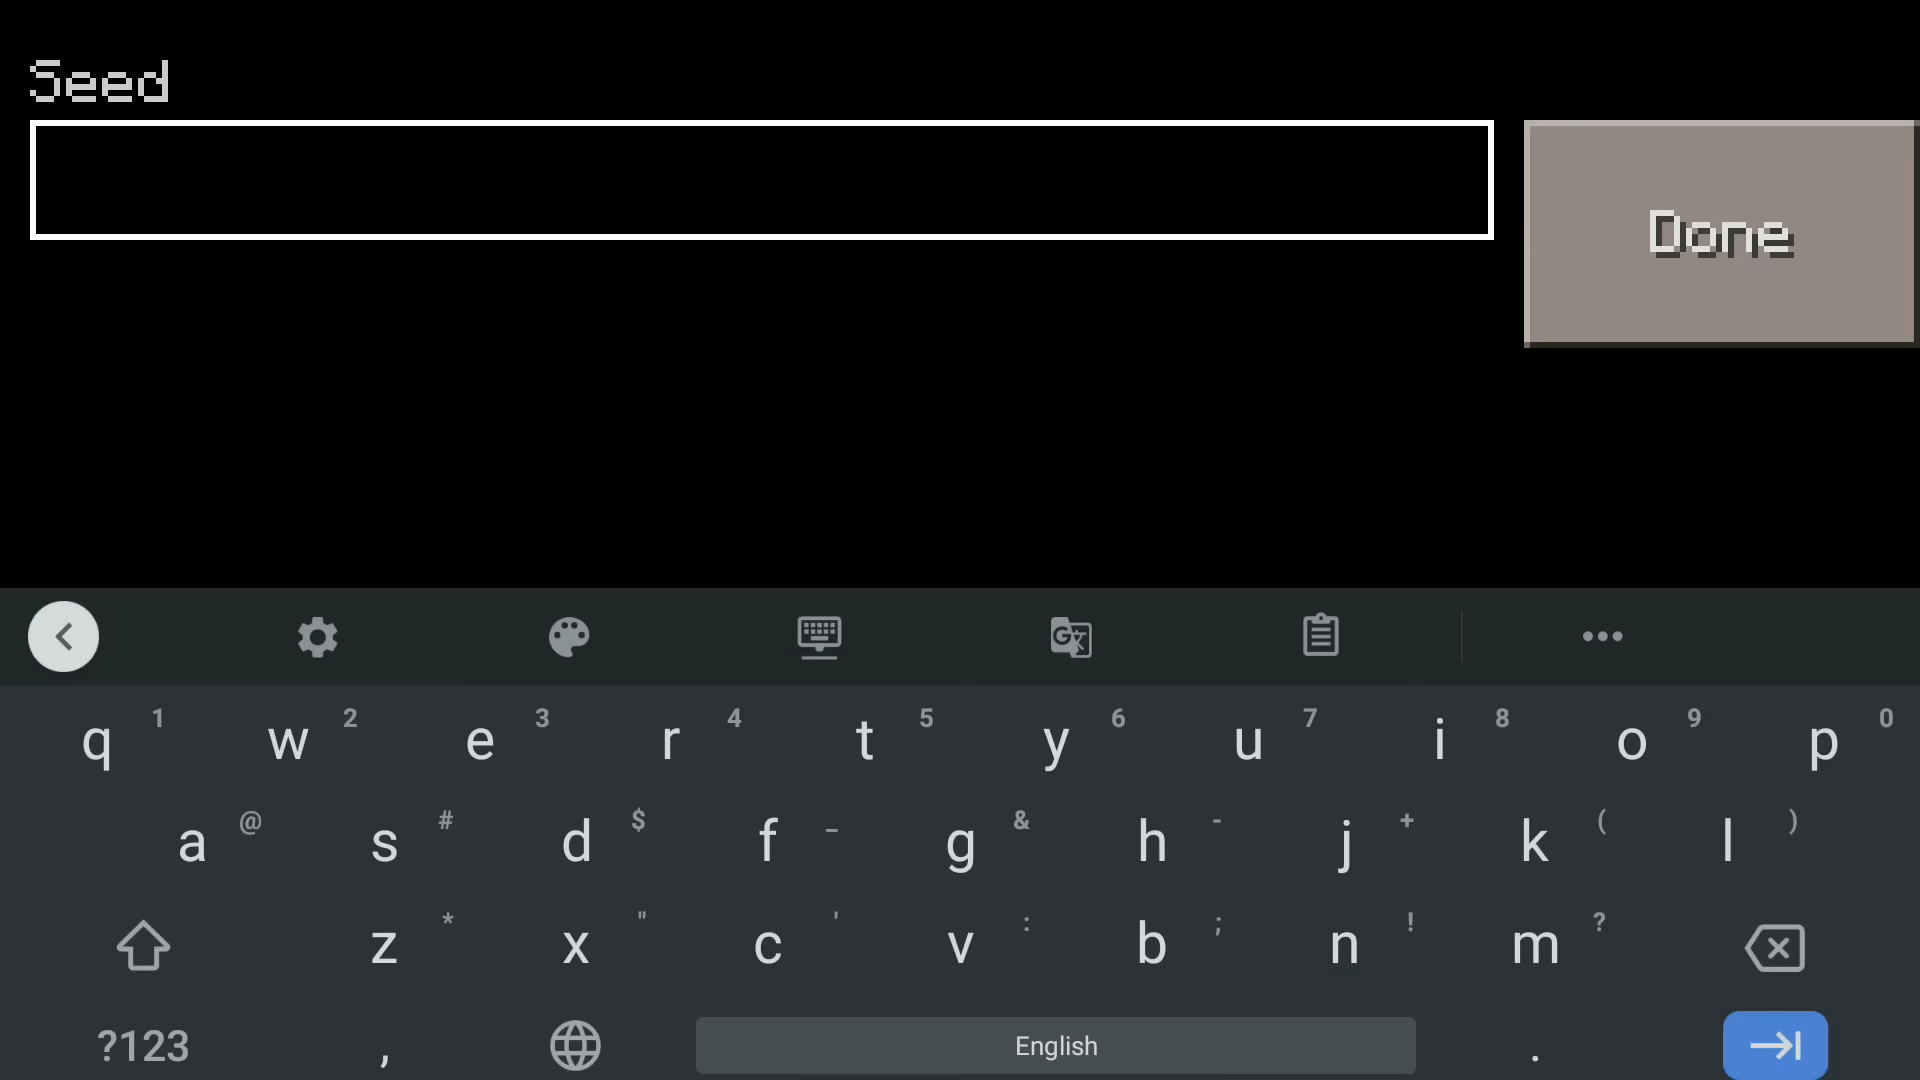 Seed
Done
q 1 w 2 e 3 r 4 t 5 y 6 u 7 i 8 o 9 p 0
a @ s # d $ f _ g & h - j + k ( l )
z * x " c ' v : b ; n ! m ?
?123 , English .